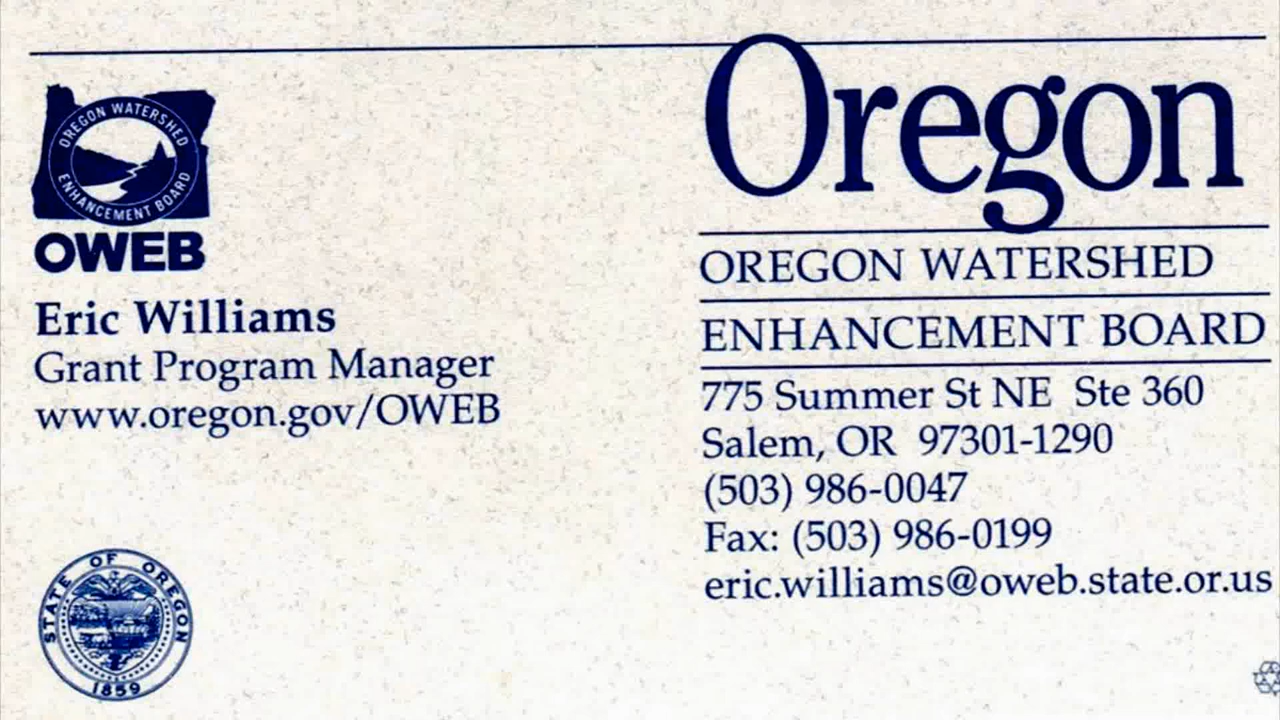 OREGON WATERSHED
ENHANCEMENT BOARD
OWEB
Eric Williams
Grant Program Manager
www.oregon.gov/OWEB
STATE OF OREGON
1859
Oregon
OREGON WATERSHED
ENHANCEMENT BOARD
775 Summer St NE Ste 360
Salem, OR 97301-1290
(503) 986-0047
Fax: (503) 986-0199
eric.williams@oweb.state.or.us